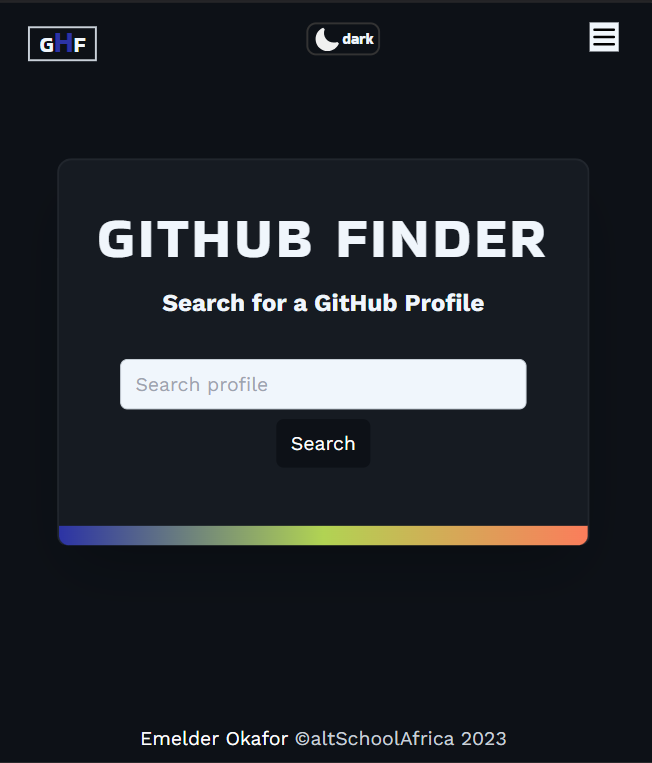 GHF
dark
GITHUB FINDER
Search for a GitHub Profile
Search profile
Search
Emelder Okafor ©altSchoolAfrica 2023